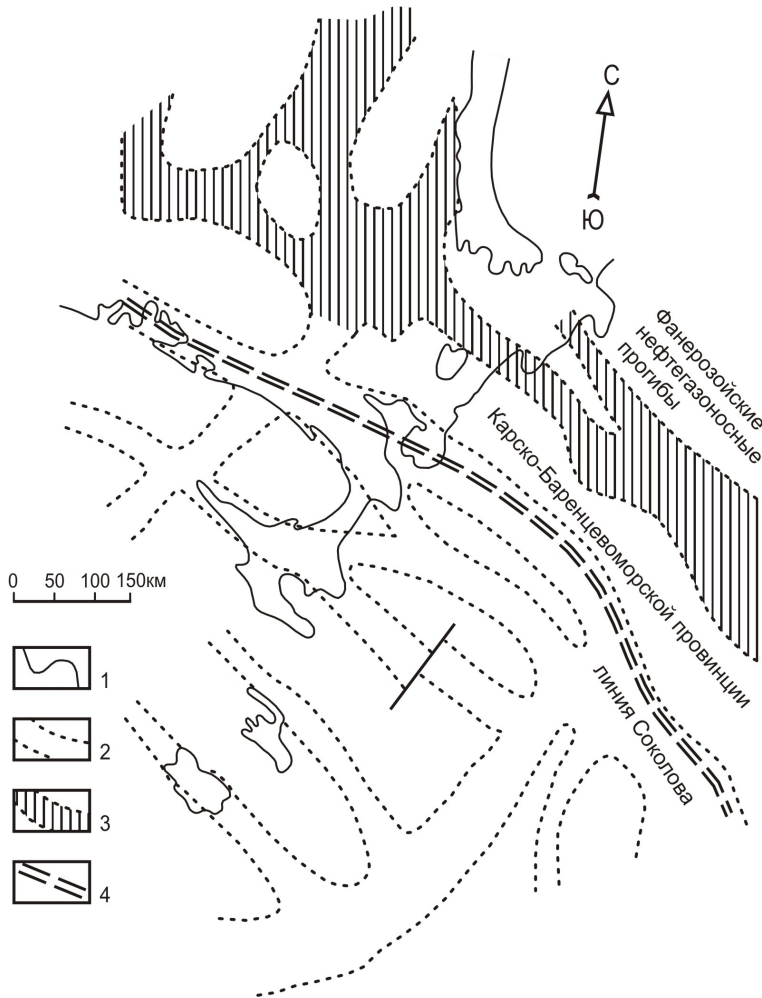 С
Ю
Фанерозойские
нефтегазоносные
прогибы
Карско-Баренцевоморской провинции
линия Соколова
0 50 100 150км
1
2
3
4